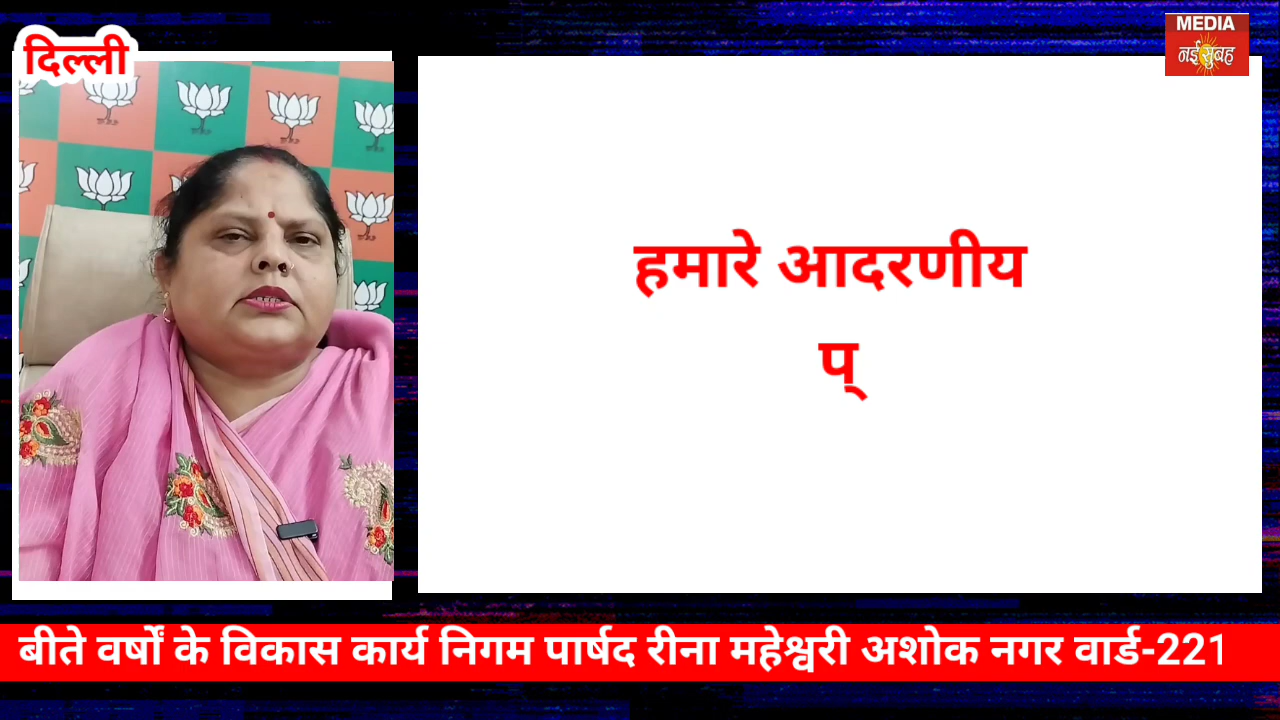 दिल्ली
MEDIA
नई सुबह
हमारे आदरणीय
प्
बीते वर्षों के विकास कार्य निगम पार्षद रीना महेश्वरी अशोक नगर वार्ड-221